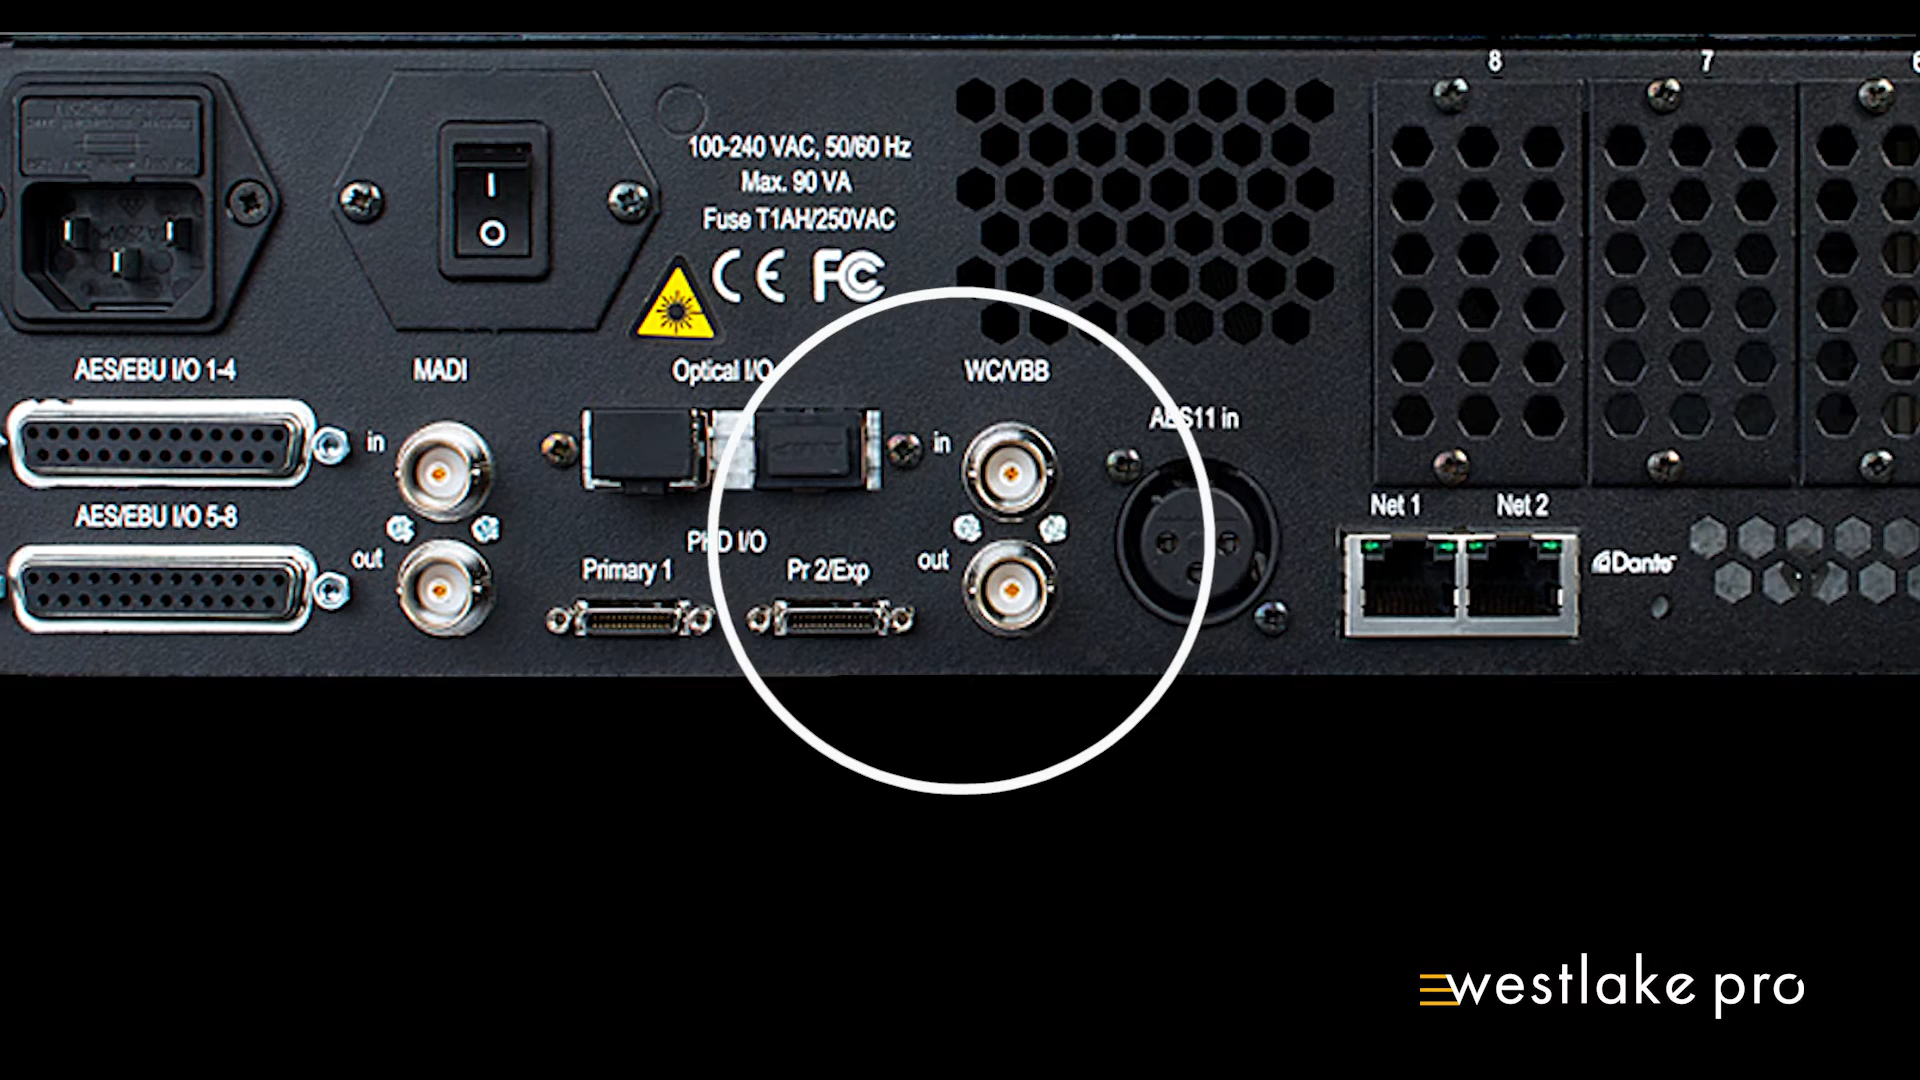 8
7
100-240 VAC, 50/60 Hz
Max. 90 VA
Fuse T1AH/250VAC
CE FC
AES/EBU I/O 1-4
MADI
Optical I/O
WC/VBB
AES11 in
in
in
Net 1
Net 2
AES/EBU I/O 5-8
PHD I/O
out
out
Primary 1
Pr 2/Exp
Dante
westlake pro